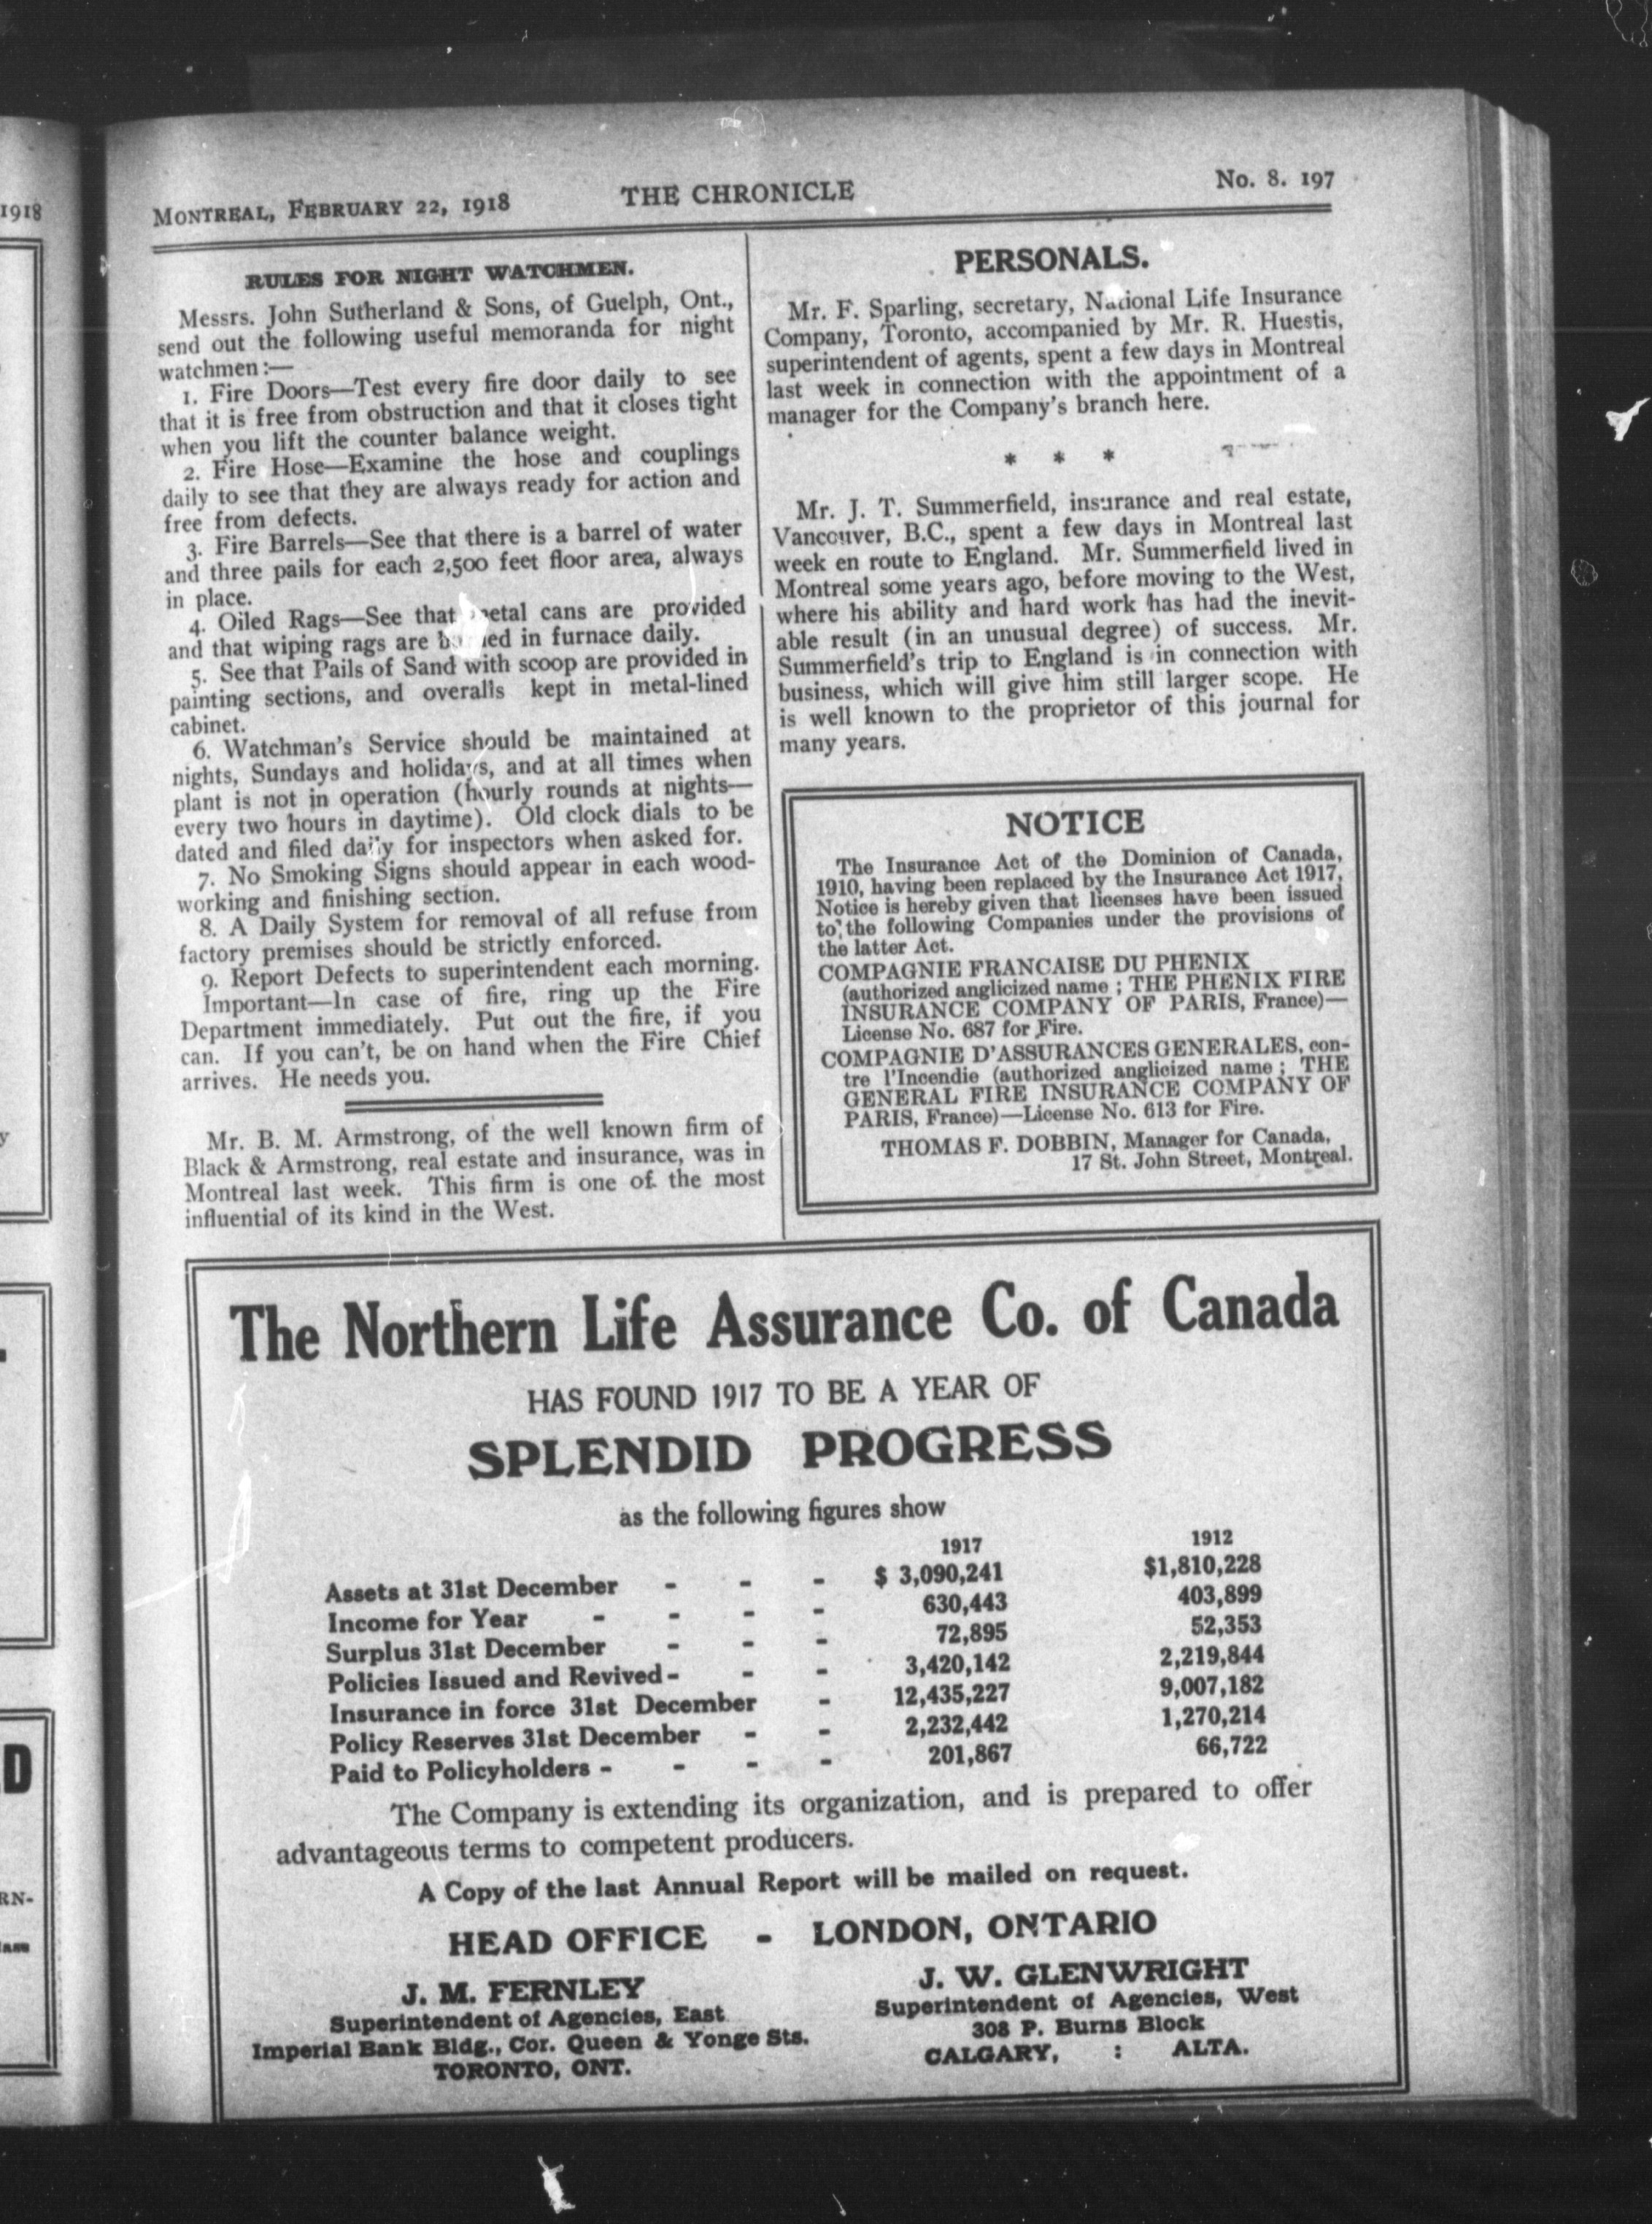 1918
MONTREAL, FEBRUARY 22, 1918
THE CHRONICLE
No. 8. 197
RULES FOR NIGHT WATCHMEN.
Messrs. John Sutherland & Sons, of Guelph, Ont.,
send out the following useful memoranda for night
watchmen:—
1. Fire Doors—Test every fire door daily to see
that it is free from obstruction and that it closes tight
when you lift the counter balance weight.
2. Fire Hose—Examine the hose and couplings
daily to see that they are always ready for action and
free from defects.
3. Fire Barrels—See that there is a barrel of water
and three pails for each 2,500 feet floor area, always
in place.
4. Oiled Rags—See that metal cans are provided
and that wiping rags are burned in furnace daily.
5. See that Pails of Sand with scoop are provided in
painting sections, and overalls kept in metal-lined
cabinet.
6. Watchman's Service should be maintained at
nights, Sundays and holidays, and at all times when
plant is not in operation (hourly rounds at nights—
every two hours in daytime). Old clock dials to be
dated and filed daily for inspectors when asked for.
7. No Smoking Signs should appear in each wood-
working and finishing section.
8. A Daily System for removal of all refuse from
factory premises should be strictly enforced.
9. Report Defects to superintendent each morning.
Important—In case of fire, ring up the Fire
Department immediately. Put out the fire, if you
can. If you can't, be on hand when the Fire Chief
arrives. He needs you.
Mr. B. M. Armstrong, of the well known firm of
Black & Armstrong, real estate and insurance, was in
Montreal last week. This firm is one of the most
influential of its kind in the West.
PERSONALS.
Mr. F. Sparling, secretary, National Life Insurance
Company, Toronto, accompanied by Mr. R. Huestis,
superintendent of agents, spent a few days in Montreal
last week in connection with the appointment of a
manager for the Company's branch here.
* * *
Mr. J. T. Summerfield, insurance and real estate,
Vancouver, B.C., spent a few days in Montreal last
week en route to England. Mr. Summerfield lived in
Montreal some years ago, before moving to the West,
where his ability and hard work has had the inevit-
able result (in an unusual degree) of success. Mr.
Summerfield's trip to England is in connection with
business, which will give him still larger scope. He
is well known to the proprietor of this journal for
many years.
NOTICE
The Insurance Act of the Dominion of Canada,
1910, having been replaced by the Insurance Act 1917,
Notice is hereby given that licenses have been issued
to the following Companies under the provisions of
the latter Act.
COMPAGNIE FRANCAISE DU PHENIX
(authorized anglicized name ; THE PHENIX FIRE
INSURANCE COMPANY OF PARIS, France)—
License No. 687 for Fire.
COMPAGNIE D'ASSURANCES GENERALES, con-
tre l'Incendie (authorized anglicized name ; THE
GENERAL FIRE INSURANCE COMPANY OF
PARIS, France)—License No. 613 for Fire.
THOMAS F. DOBBIN, Manager for Canada,
17 St. John Street, Montreal.
The Northern Life Assurance Co. of Canada
HAS FOUND 1917 TO BE A YEAR OF
SPLENDID PROGRESS
as the following figures show
1917 1912
Assets at 31st December - - - $ 3,090,241 $1,810,228
Income for Year - - - - 630,443 403,899
Surplus 31st December - - - 72,895 52,353
Policies Issued and Revived - - - 3,420,142 2,219,844
Insurance in force 31st December - 12,435,227 9,007,182
Policy Reserves 31st December - - 2,232,442 1,270,214
Paid to Policyholders - - - - 201,867 66,722
The Company is extending its organization, and is prepared to offer
advantageous terms to competent producers.
A Copy of the last Annual Report will be mailed on request.
HEAD OFFICE - LONDON, ONTARIO
J. M. FERNLEY
Superintendent of Agencies, East
Imperial Bank Bldg., Cor. Queen & Yonge Sts.
TORONTO, ONT.
J. W. GLENWRIGHT
Superintendent of Agencies, West
308 P. Burns Block
CALGARY, : ALTA.